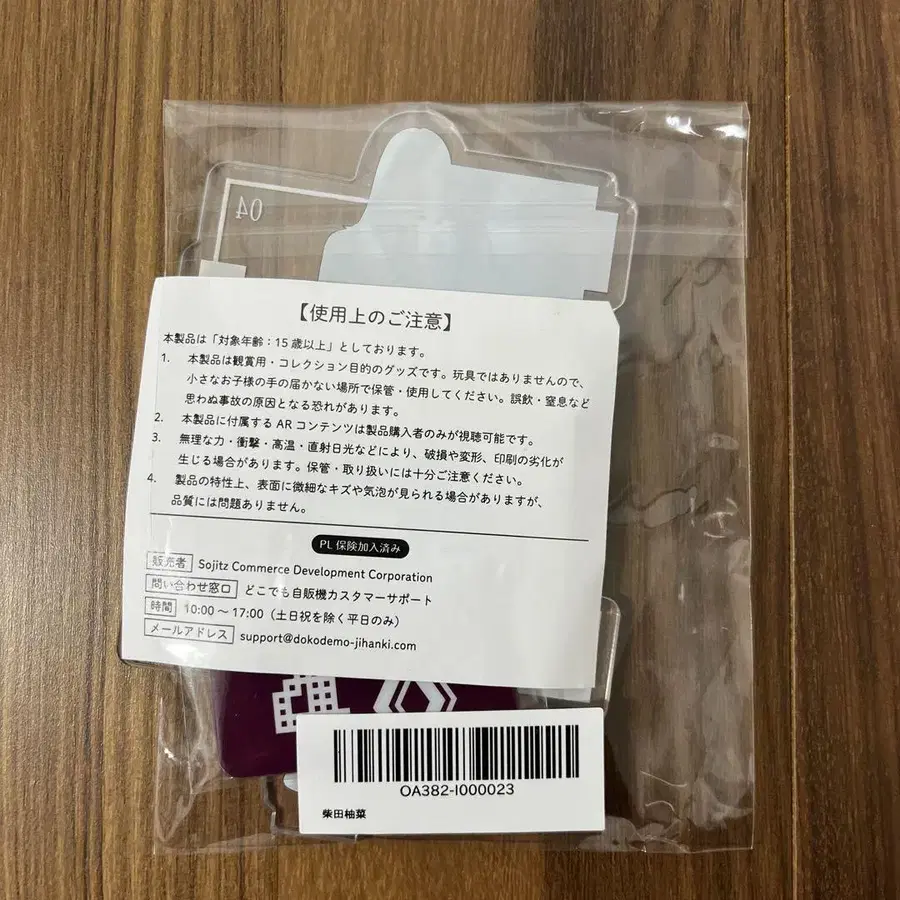 04
【使用上のご注意】
本製品は「対象年齢：15 歳以上」としております。
1. 本製品は観賞用・コレクション目的のグッズです。玩具ではありませんので、
小さなお子様の手の届かない場所で保管・使用してください。誤飲・窒息など
思わぬ事故の原因となる恐れがあります。
2. 本製品に付属する AR コンテンツは製品購入者のみが視聴可能です。
3. 無理な力・衝撃・高温・直射日光などにより、破損や変形、印刷の劣化が
生じる場合があります。保管・取り扱いには十分ご注意ください。
4. 製品の特性上、表面に微細なキズや気泡が見られる場合がありますが、
品質には問題ありません。
PL 保険加入済み
販売者 Sojitz Commerce Development Corporation
問い合わせ窓口 どこでも自販機カスタマーサポート
時間 10:00 〜 17:00（土日祝を除く平日のみ）
メールアドレス support@dokodemo-jihanki.com
OA382-I000023
柴田柚菜